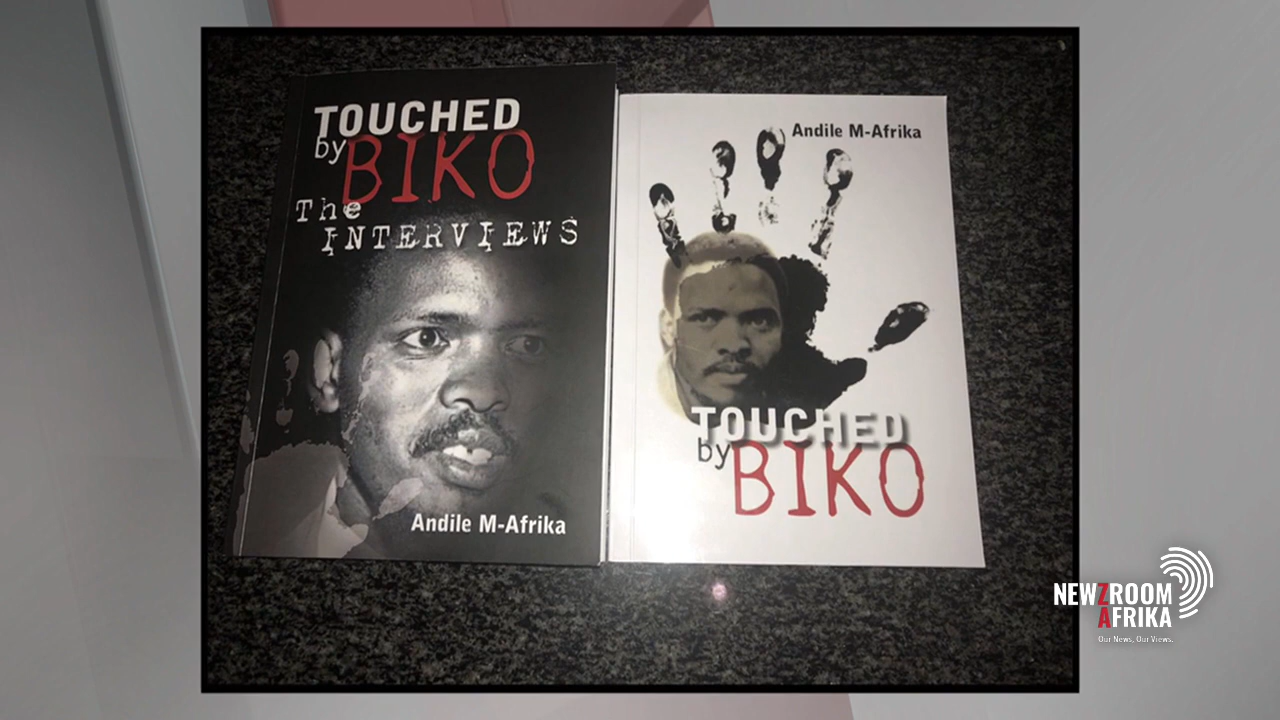 TOUCHED
by BIKO
The
INTERVIEWS
Andile M-Afrika
Andile M-Afrika
TOUCHED
by BIKO
NEWZROOM
AFRIKA
Our News, Our Views.